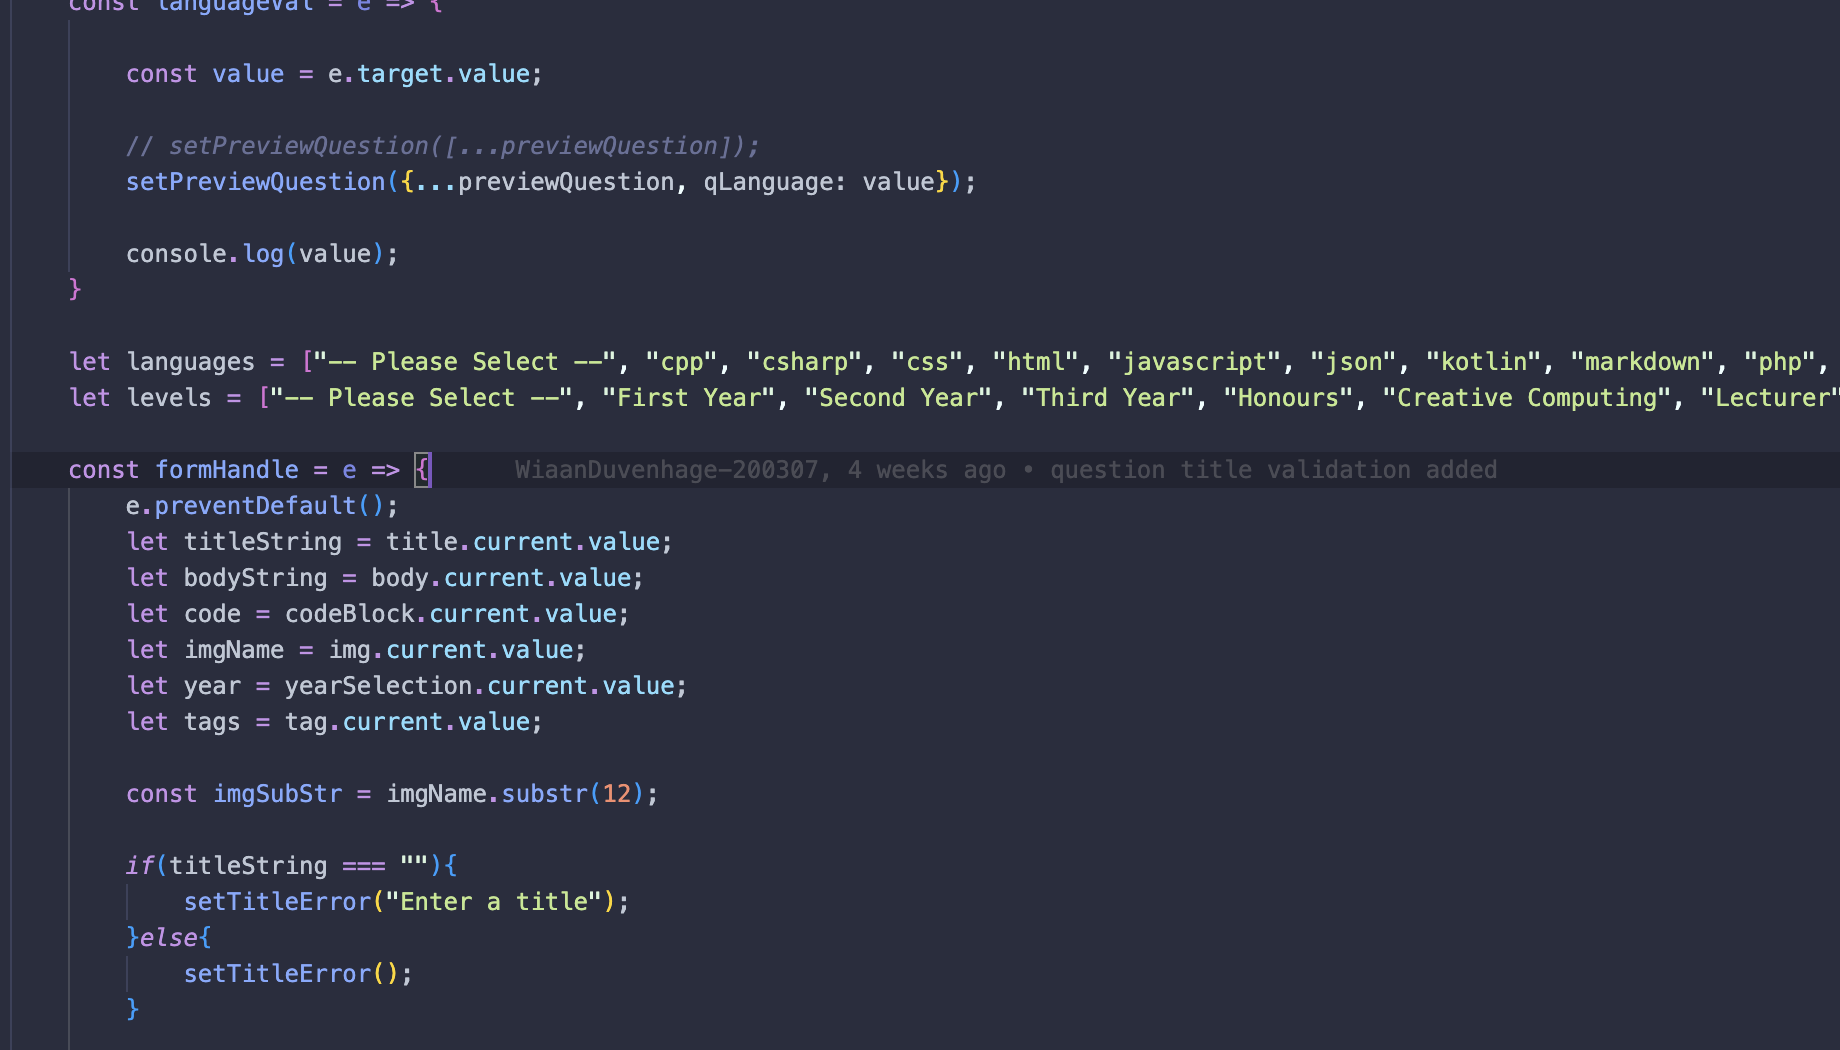 const languageVal = e => {
const value = e.target.value;
// setPreviewQuestion([...previewQuestion]);
setPreviewQuestion({...previewQuestion, qLanguage: value});
console.log(value);
}
let languages = ["-- Please Select --", "cpp", "csharp", "css", "html", "javascript", "json", "kotlin", "markdown", "php",
let levels = ["-- Please Select --", "First Year", "Second Year", "Third Year", "Honours", "Creative Computing", "Lecturer"
const formHandle = e => { WiaanDuvenhage-200307, 4 weeks ago • question title validation added
e.preventDefault();
let titleString = title.current.value;
let bodyString = body.current.value;
let code = codeBlock.current.value;
let imgName = img.current.value;
let year = yearSelection.current.value;
let tags = tag.current.value;
const imgSubStr = imgName.substr(12);
if(titleString === ""){
setTitleError("Enter a title");
}else{
setTitleError();
}